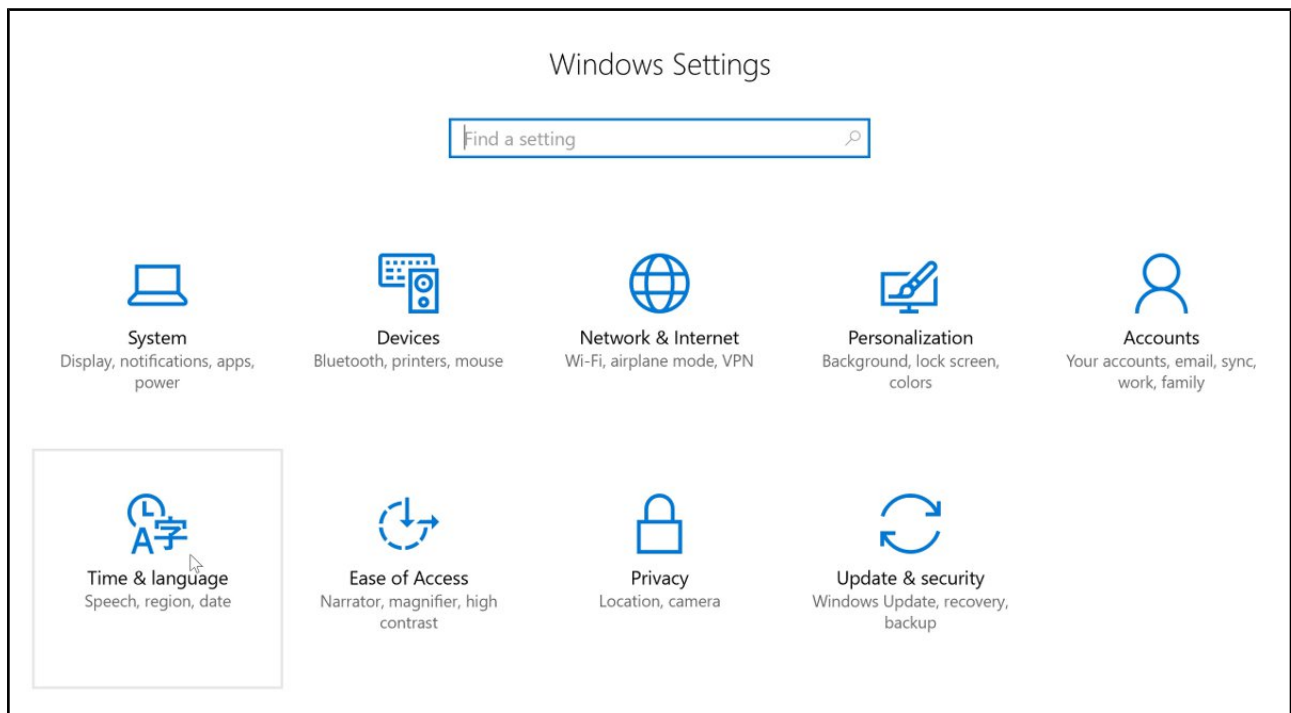 Windows Settings
Find a setting
System
Display, notifications, apps,
power
Devices
Bluetooth, printers, mouse
Network & Internet
Wi-Fi, airplane mode, VPN
Personalization
Background, lock screen,
colors
Accounts
Your accounts, email, sync,
work, family
A字
Time & language
Speech, region, date
Ease of Access
Narrator, magnifier, high
contrast
Privacy
Location, camera
Update & security
Windows Update, recovery,
backup